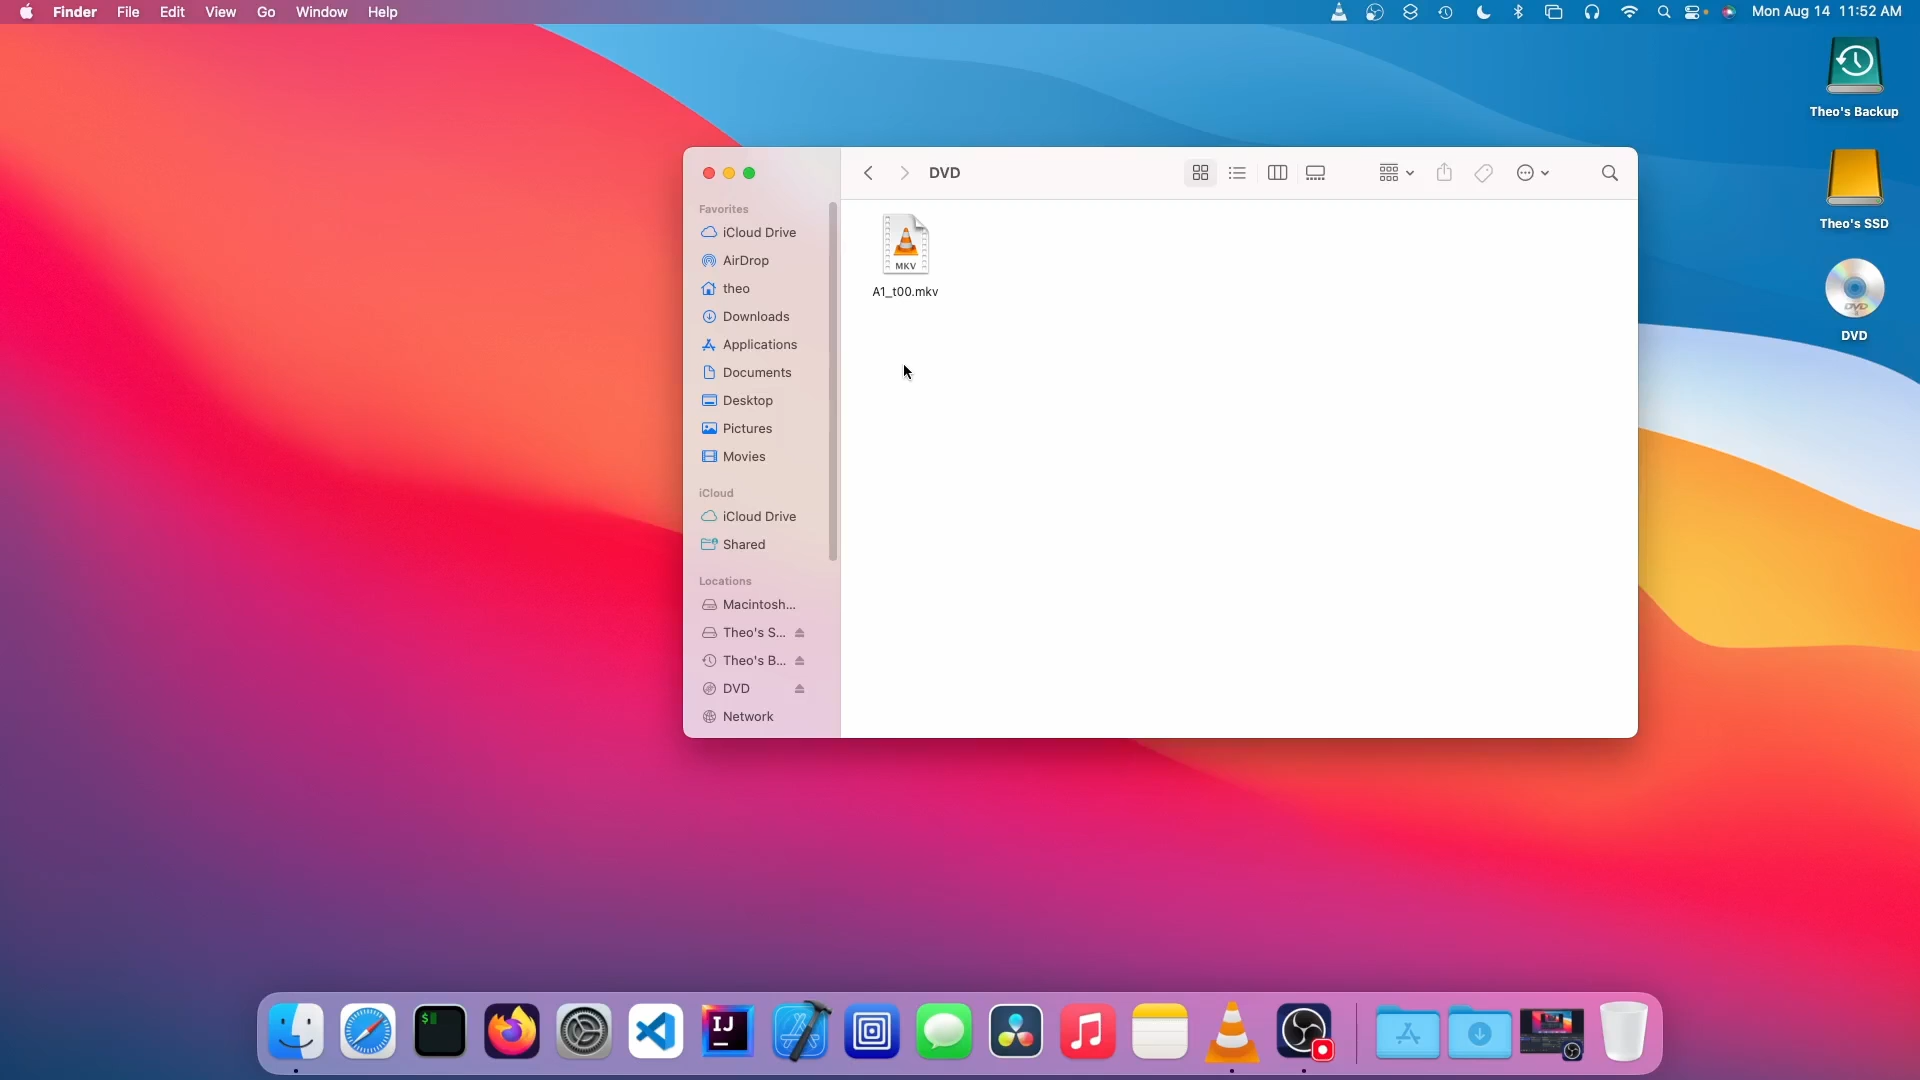 Finder File Edit View Go Window Help
Mon Aug 14 11:52 AM
Theo's Backup
Theo's SSD
DVD
DVD
DVD
Favorites
iCloud Drive
AirDrop
theo
Downloads
Applications
Documents
Desktop
Pictures
Movies
iCloud
iCloud Drive
Shared
Locations
Macintosh...
Theo's S...
Theo's B...
DVD
Network
MKV
A1_t00.mkv
$
IJ